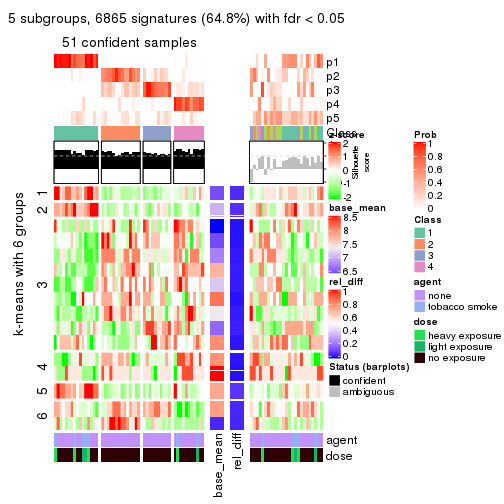 5 subgroups, 6865 signatures (64.8%) with fdr < 0.05
51 confident samples
p1
p2
p3
p4
p5
Class
z-score
2
1
0
-1
-2
Silhouette
score
k-means with 6 groups
1
2
3
4
5
6
base_mean
8.5
8
7.5
7
6.5
rel_diff
1
0.8
0.6
0.4
0.2
0
Status (barplots)
confident
ambiguous
Prob
1
0.8
0.6
0.4
0.2
0
Class
1
2
3
4
agent
none
tobacco smoke
dose
heavy exposure
light exposure
no exposure
agent
dose
base_mean
rel_diff